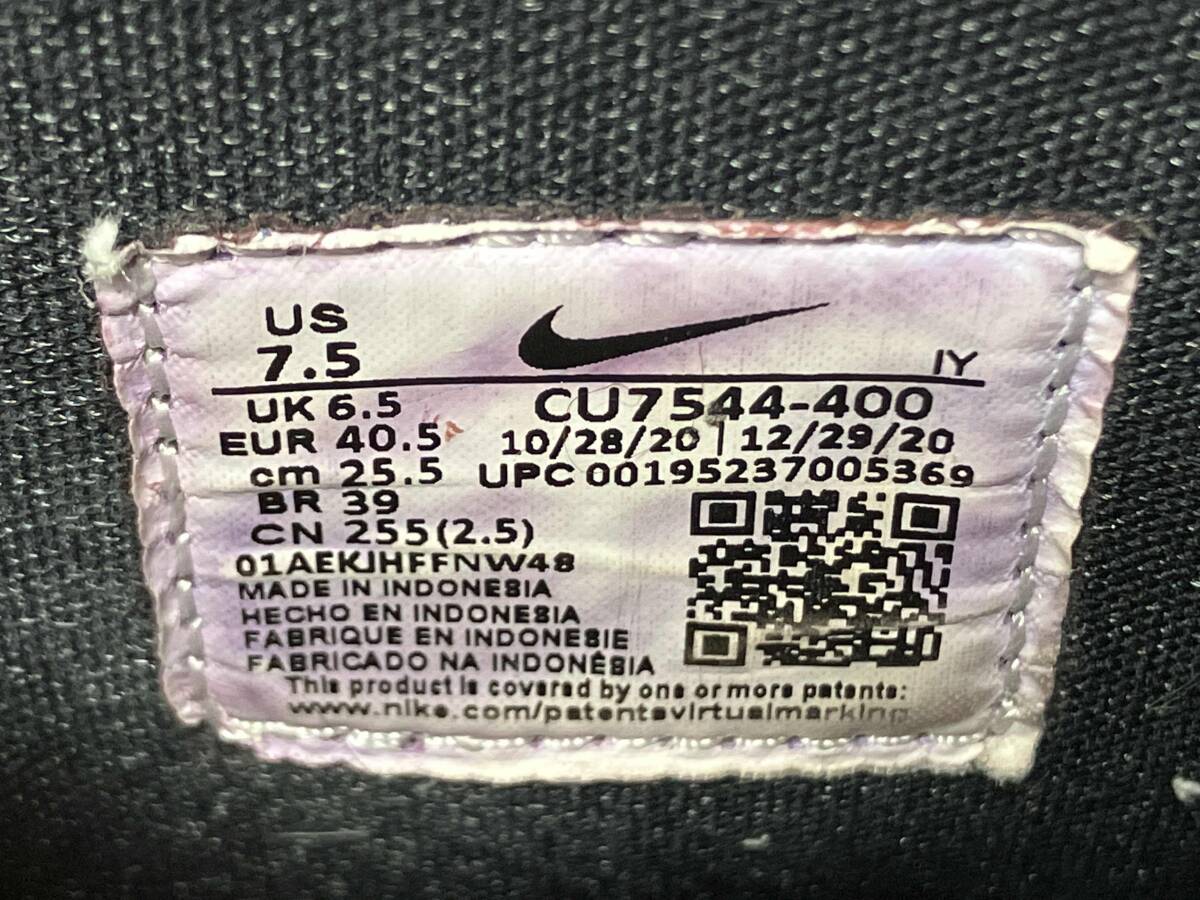 US
7.5
IY
UK 6.5
CU7544-400
EUR 40.5
10/28/20 | 12/29/20
cm 25.5
UPC 00195237005369
BR 39
CN 255(2.5)
01AEKJHFFNW48
MADE IN INDONESIA
HECHO EN INDONESIA
FABRIQUE EN INDONESIE
FABRICADO NA INDONÉSIA
This product is covered by one or more patents:
www.nike.com/patentsvirtualmarking